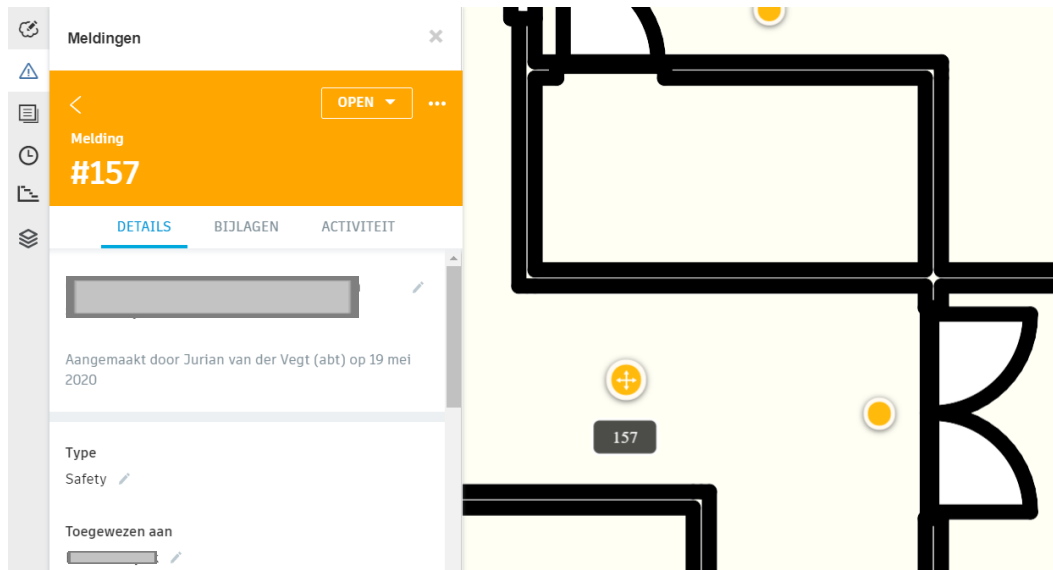 Meldingen
OPEN
Melding
#157
DETAILS BIJLAGEN ACTIVITEIT
Aangemaakt door Jurian van der Vegt (abt) op 19 mei
2020
Type
Safety
Toegewezen aan
157